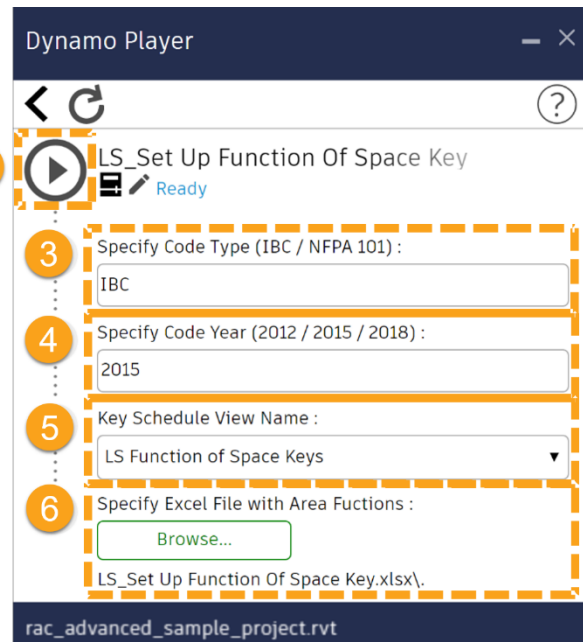 Dynamo Player
LS_Set Up Function Of Space Key
Ready
3
Specify Code Type (IBC / NFPA 101) :
IBC
4
Specify Code Year (2012 / 2015 / 2018) :
2015
5
Key Schedule View Name :
LS Function of Space Keys
6
Specify Excel File with Area Fuctions :
Browse...
LS_Set Up Function Of Space Key.xlsx\.
rac_advanced_sample_project.rvt